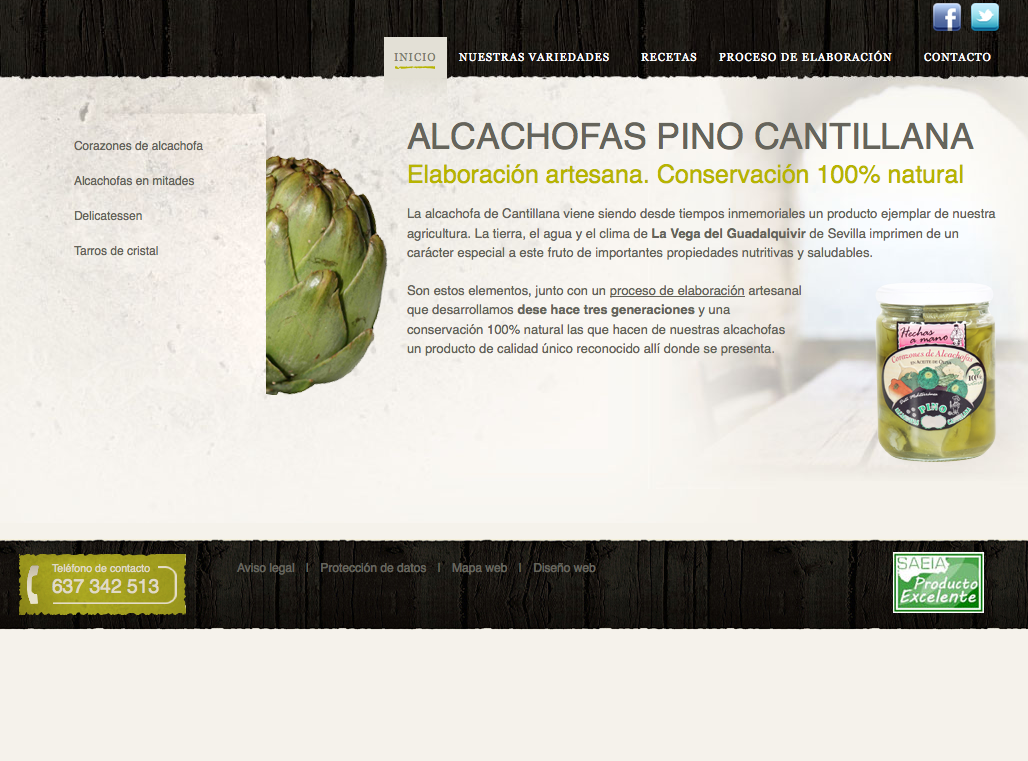 INICIO NUESTRAS VARIEDADES RECETAS PROCESO DE ELABORACIÓN CONTACTO
Corazones de alcachofa
Alcachofas en mitades
Delicatessen
Tarros de cristal
ALCACHOFAS PINO CANTILLANA
Elaboración artesana. Conservación 100% natural
La alcachofa de Cantillana viene siendo desde tiempos inmemoriales un producto ejemplar de nuestra
agricultura. La tierra, el agua y el clima de La Vega del Guadalquivir de Sevilla imprimen de un
carácter especial a este fruto de importantes propiedades nutritivas y saludables.
Son estos elementos, junto con un proceso de elaboración artesanal
que desarrollamos dese hace tres generaciones y una
conservación 100% natural las que hacen de nuestras alcachofas
un producto de calidad único reconocido allí donde se presenta.
Hechas
a mano
Corazones de Alcachofas
EN ACEITE DE OLIVA
100%
PINO
Teléfono de contacto
637 342 513
Aviso legal | Protección de datos | Mapa web | Diseño web
SAEIA
Producto
Excelente